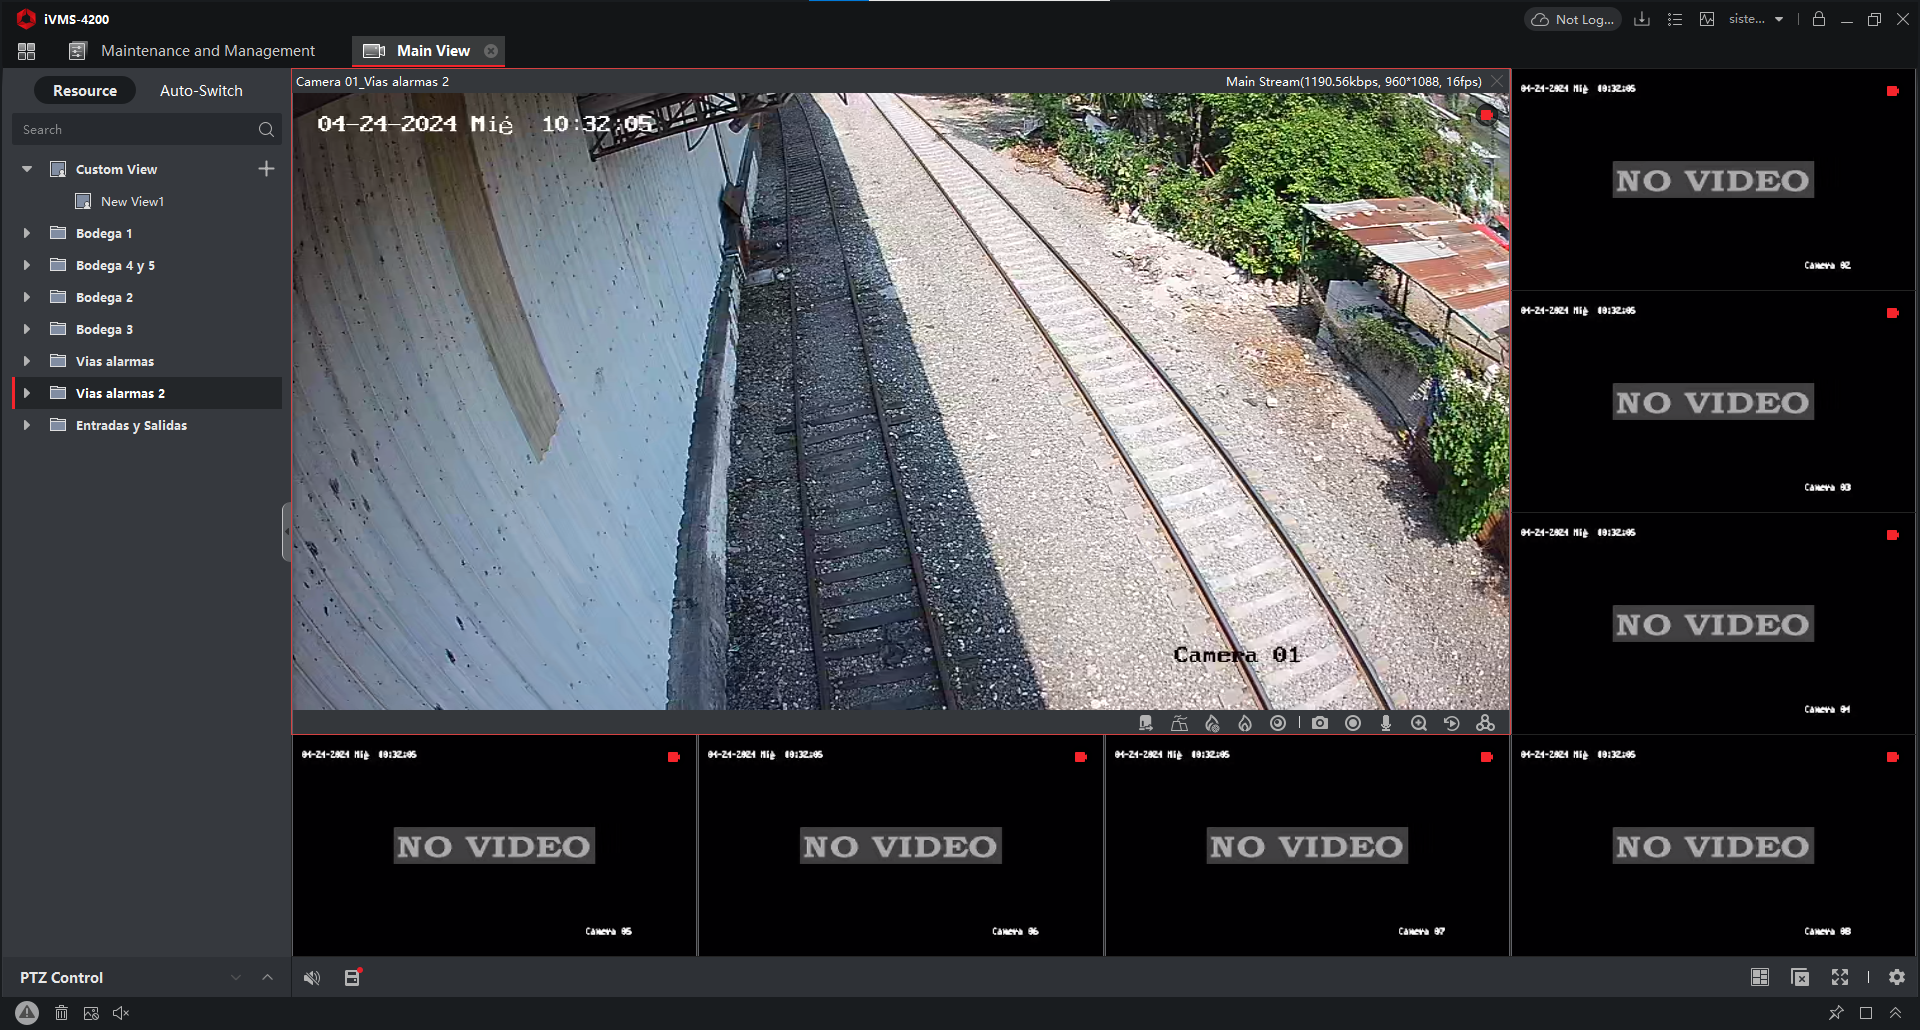 iVMS-4200
Not Log...
siste...
Maintenance and Management
Main View
Resource
Auto-Switch
Search
Custom View
New View1
Bodega 1
Bodega 4 y 5
Bodega 2
Bodega 3
Vias alarmas
Vias alarmas 2
Entradas y Salidas
PTZ Control
Camera 01_Vias alarmas 2
Main Stream(1190.56kbps, 960*1088, 16fps)
04-24-2024 Mié 10:32:05
Camera 01
04-24-2024 Mié 10:32:05
NO VIDEO
Camera 02
04-24-2024 Mié 10:32:05
NO VIDEO
Camera 03
04-24-2024 Mié 10:32:05
NO VIDEO
Camera 04
04-24-2024 Mié 10:32:05
NO VIDEO
Camera 05
04-24-2024 Mié 10:32:05
NO VIDEO
Camera 06
04-24-2024 Mié 10:32:05
NO VIDEO
Camera 07
04-24-2024 Mié 10:32:05
NO VIDEO
Camera 08